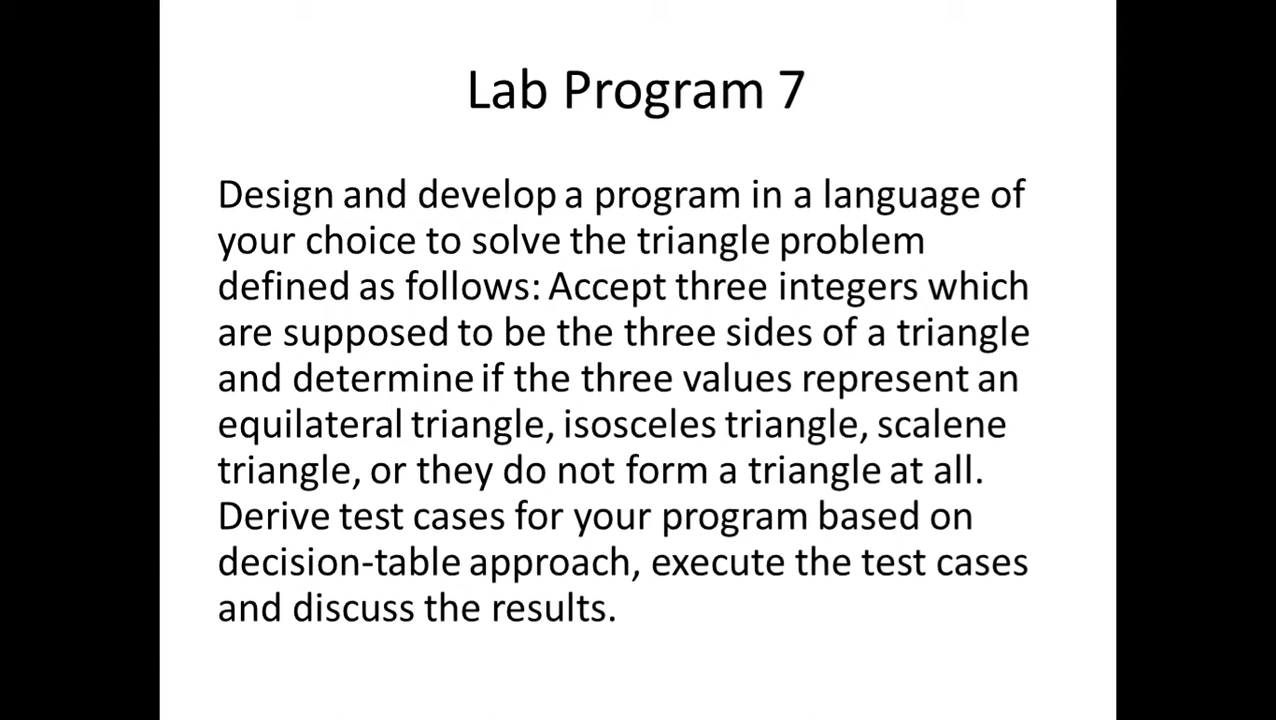 Lab Program 7
Design and develop a program in a language of
your choice to solve the triangle problem
defined as follows: Accept three integers which
are supposed to be the three sides of a triangle
and determine if the three values represent an
equilateral triangle, isosceles triangle, scalene
triangle, or they do not form a triangle at all.
Derive test cases for your program based on
decision-table approach, execute the test cases
and discuss the results.